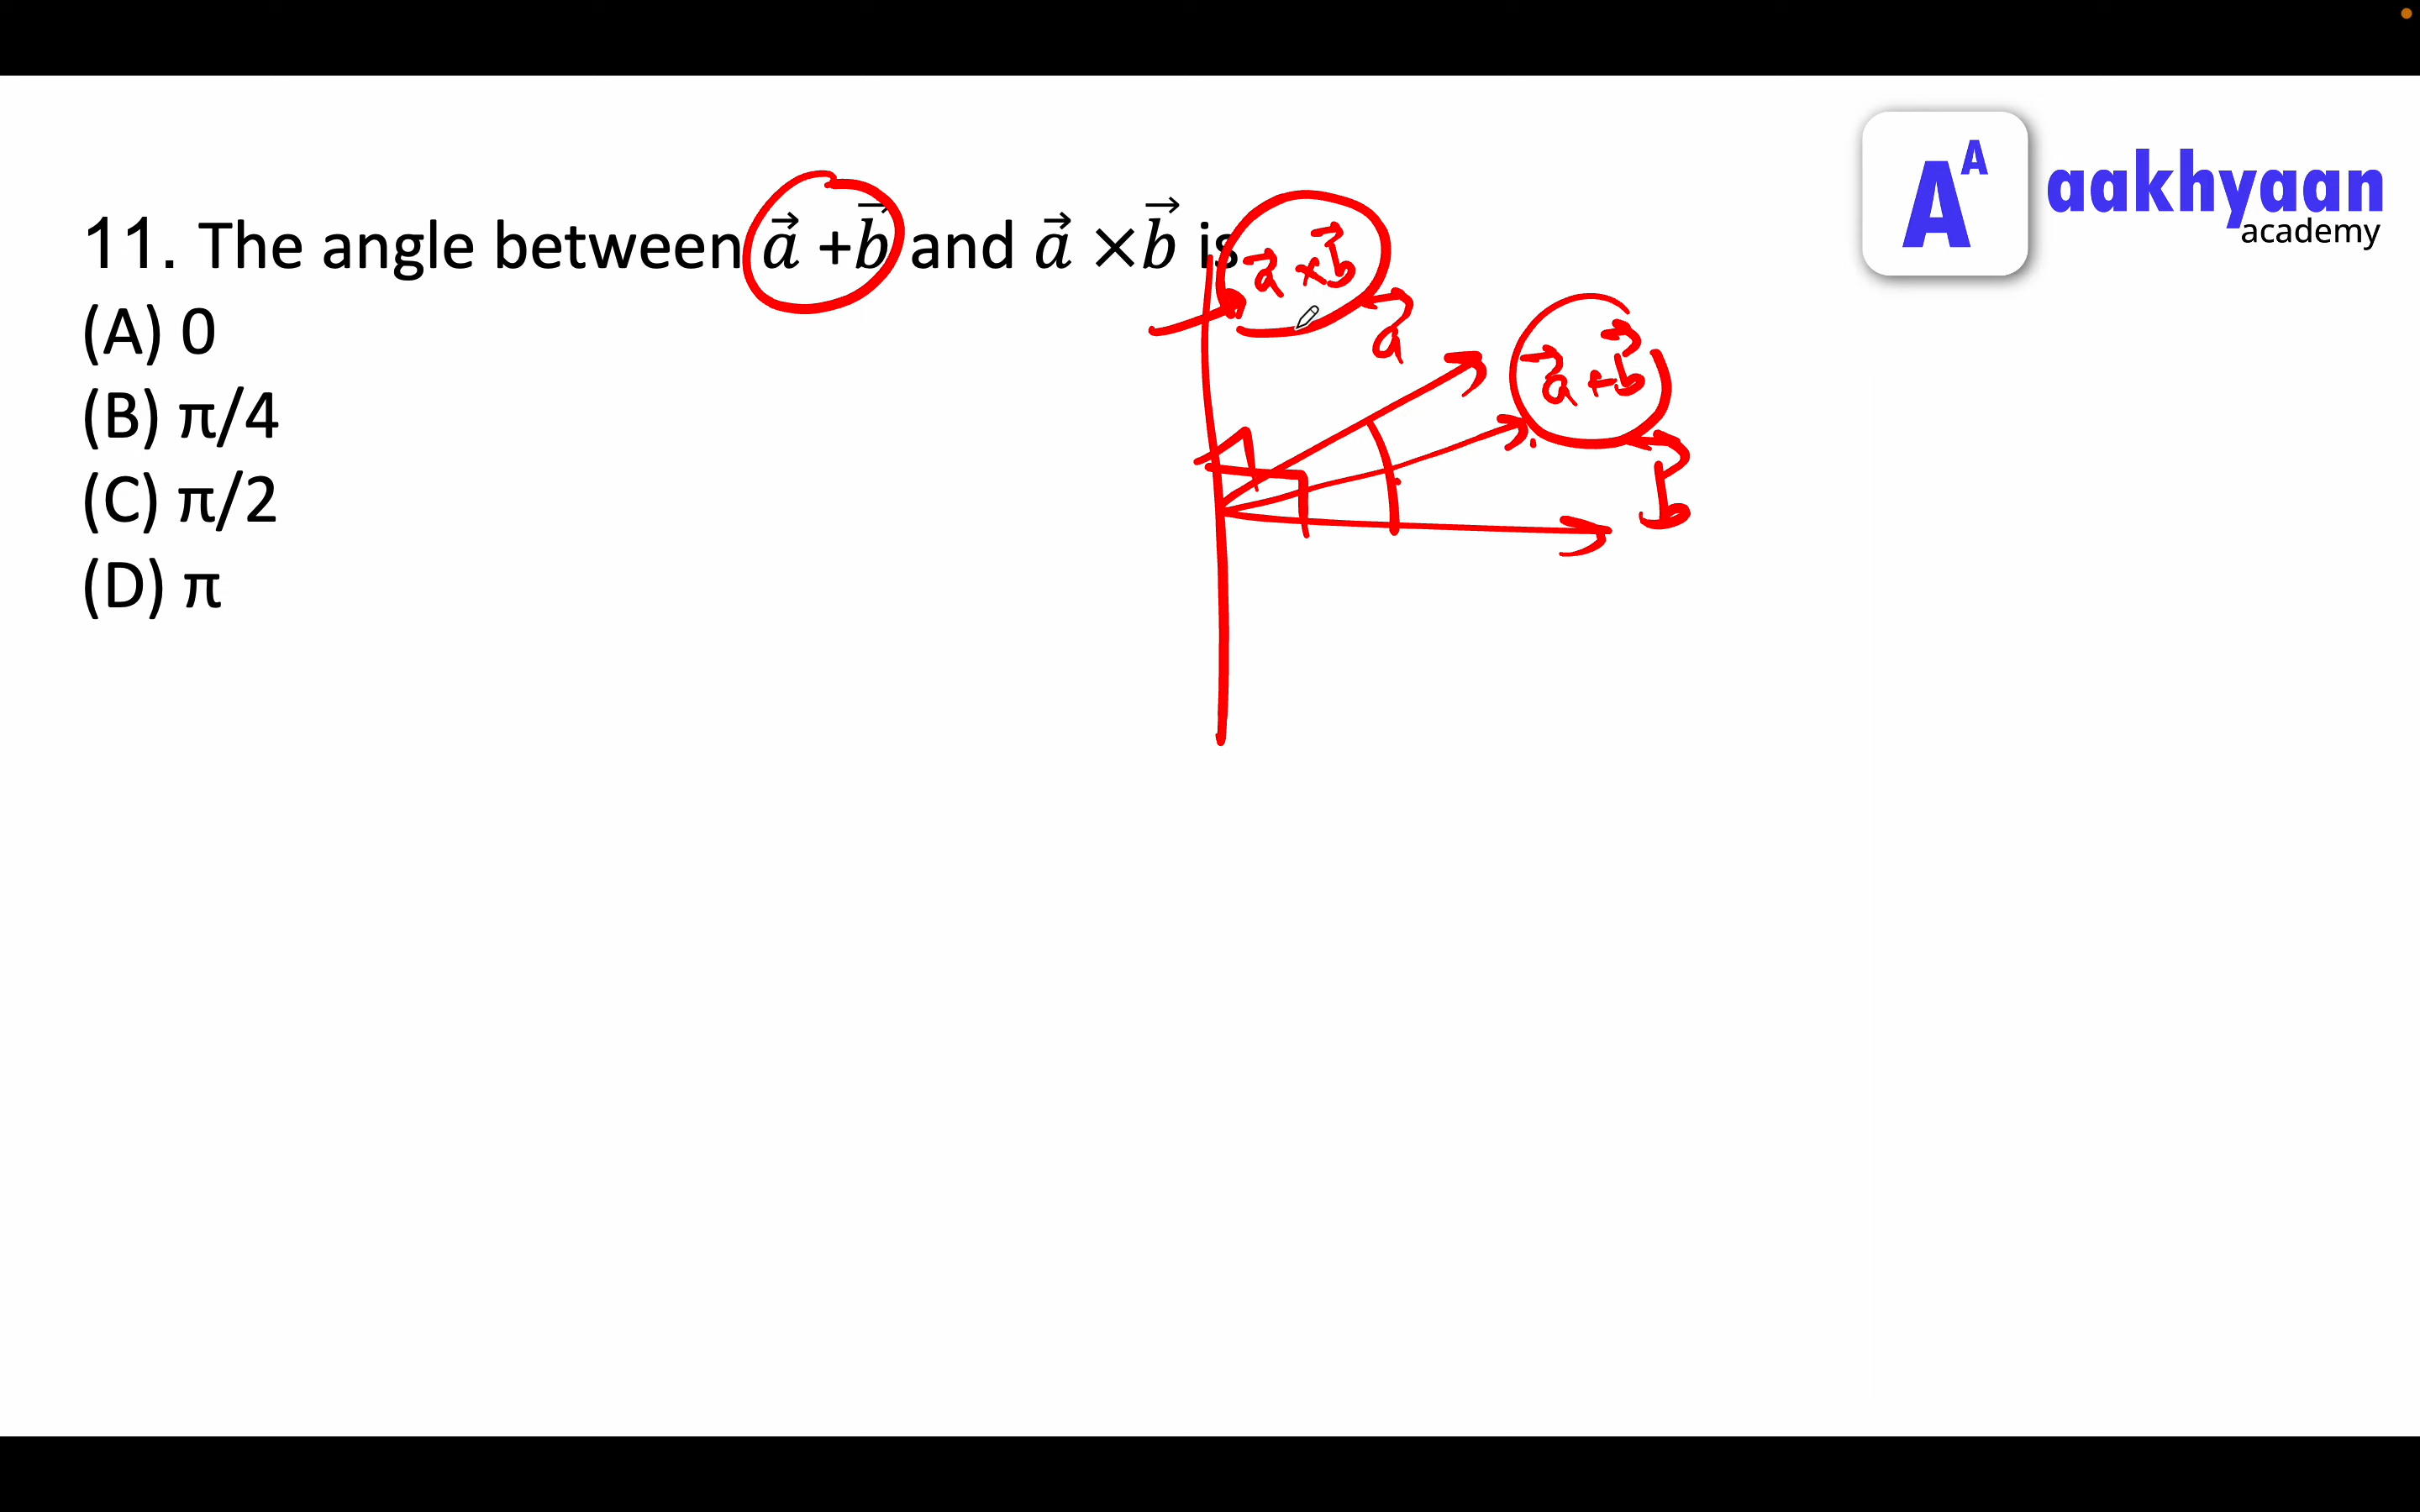 11. The angle between a⃗ + b⃗ and a⃗ × b⃗ is
(A) 0
(B) π/4
(C) π/2
(D) π
a⃗ × b⃗
a⃗
a⃗ + b⃗
b⃗
A^A
aakhyaan
academy